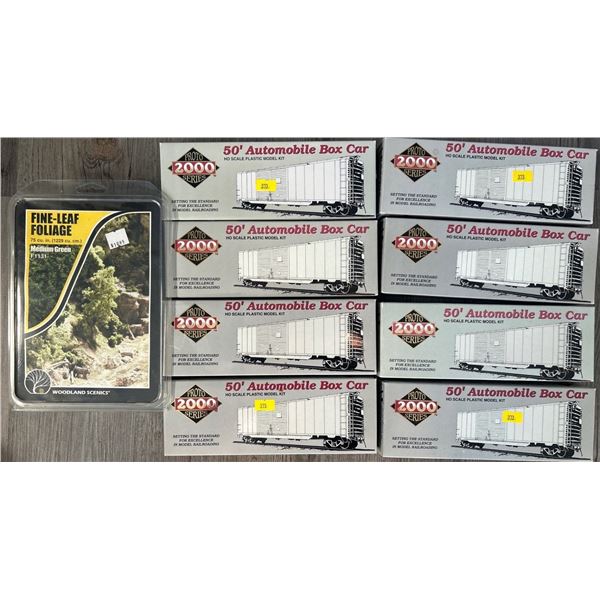 FINE-LEAF
FOLIAGE
75 cu. in. (1229 cu. cm.)
Medium Green
F1131
WOODLAND SCENICS®
PROTO
2000
SERIES
50' Automobile Box Car
HO SCALE PLASTIC MODEL KIT
SETTING THE STANDARD
FOR EXCELLENCE
IN MODEL RAILROADING
PROTO
2000
SERIES
50' Automobile Box Car
HO SCALE PLASTIC MODEL KIT
SETTING THE STANDARD
FOR EXCELLENCE
IN MODEL RAILROADING
PROTO
2000
SERIES
50' Automobile Box Car
HO SCALE PLASTIC MODEL KIT
SETTING THE STANDARD
FOR EXCELLENCE
IN MODEL RAILROADING
PROTO
2000
SERIES
50' Automobile Box Car
HO SCALE PLASTIC MODEL KIT
SETTING THE STANDARD
FOR EXCELLENCE
IN MODEL RAILROADING
PROTO
2000
SERIES
50' Automobile Box Car
HO SCALE PLASTIC MODEL KIT
SETTING THE STANDARD
FOR EXCELLENCE
IN MODEL RAILROADING
PROTO
2000
SERIES
50' Automobile Box Car
HO SCALE PLASTIC MODEL KIT
SETTING THE STANDARD
FOR EXCELLENCE
IN MODEL RAILROADING
PROTO
2000
SERIES
50' Automobile Box Car
HO SCALE PLASTIC MODEL KIT
SETTING THE STANDARD
FOR EXCELLENCE
IN MODEL RAILROADING
PROTO
2000
SERIES
50' Automobile Box Car
HO SCALE PLASTIC MODEL KIT
SETTING THE STANDARD
FOR EXCELLENCE
IN MODEL RAILROADING